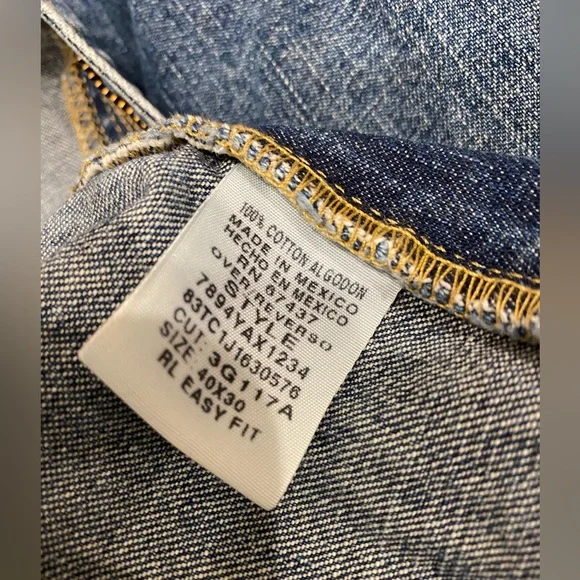 100% COTTON ALGODON
MADE IN MEXICO
HECHO EN MEXICO
RN 67437
OVER/REVERSO
STYLE
7894YAX1234
83TC1J1630576
CUT: 3G117A
SIZE: 40X30
RL EASY FIT